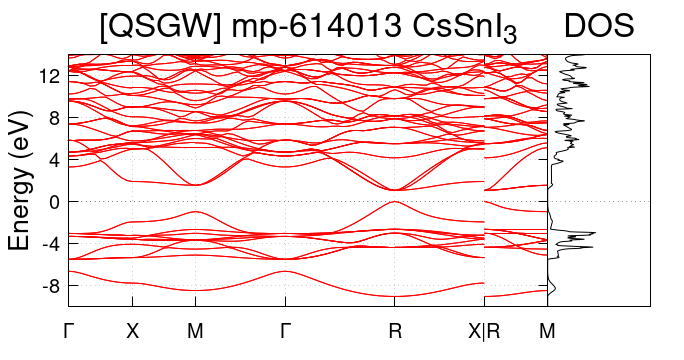 [QSGW] mp-614013 CsSnI₃ DOS
Energy (eV)
12
8
4
0
-4
-8
Γ X M Γ R X|R M